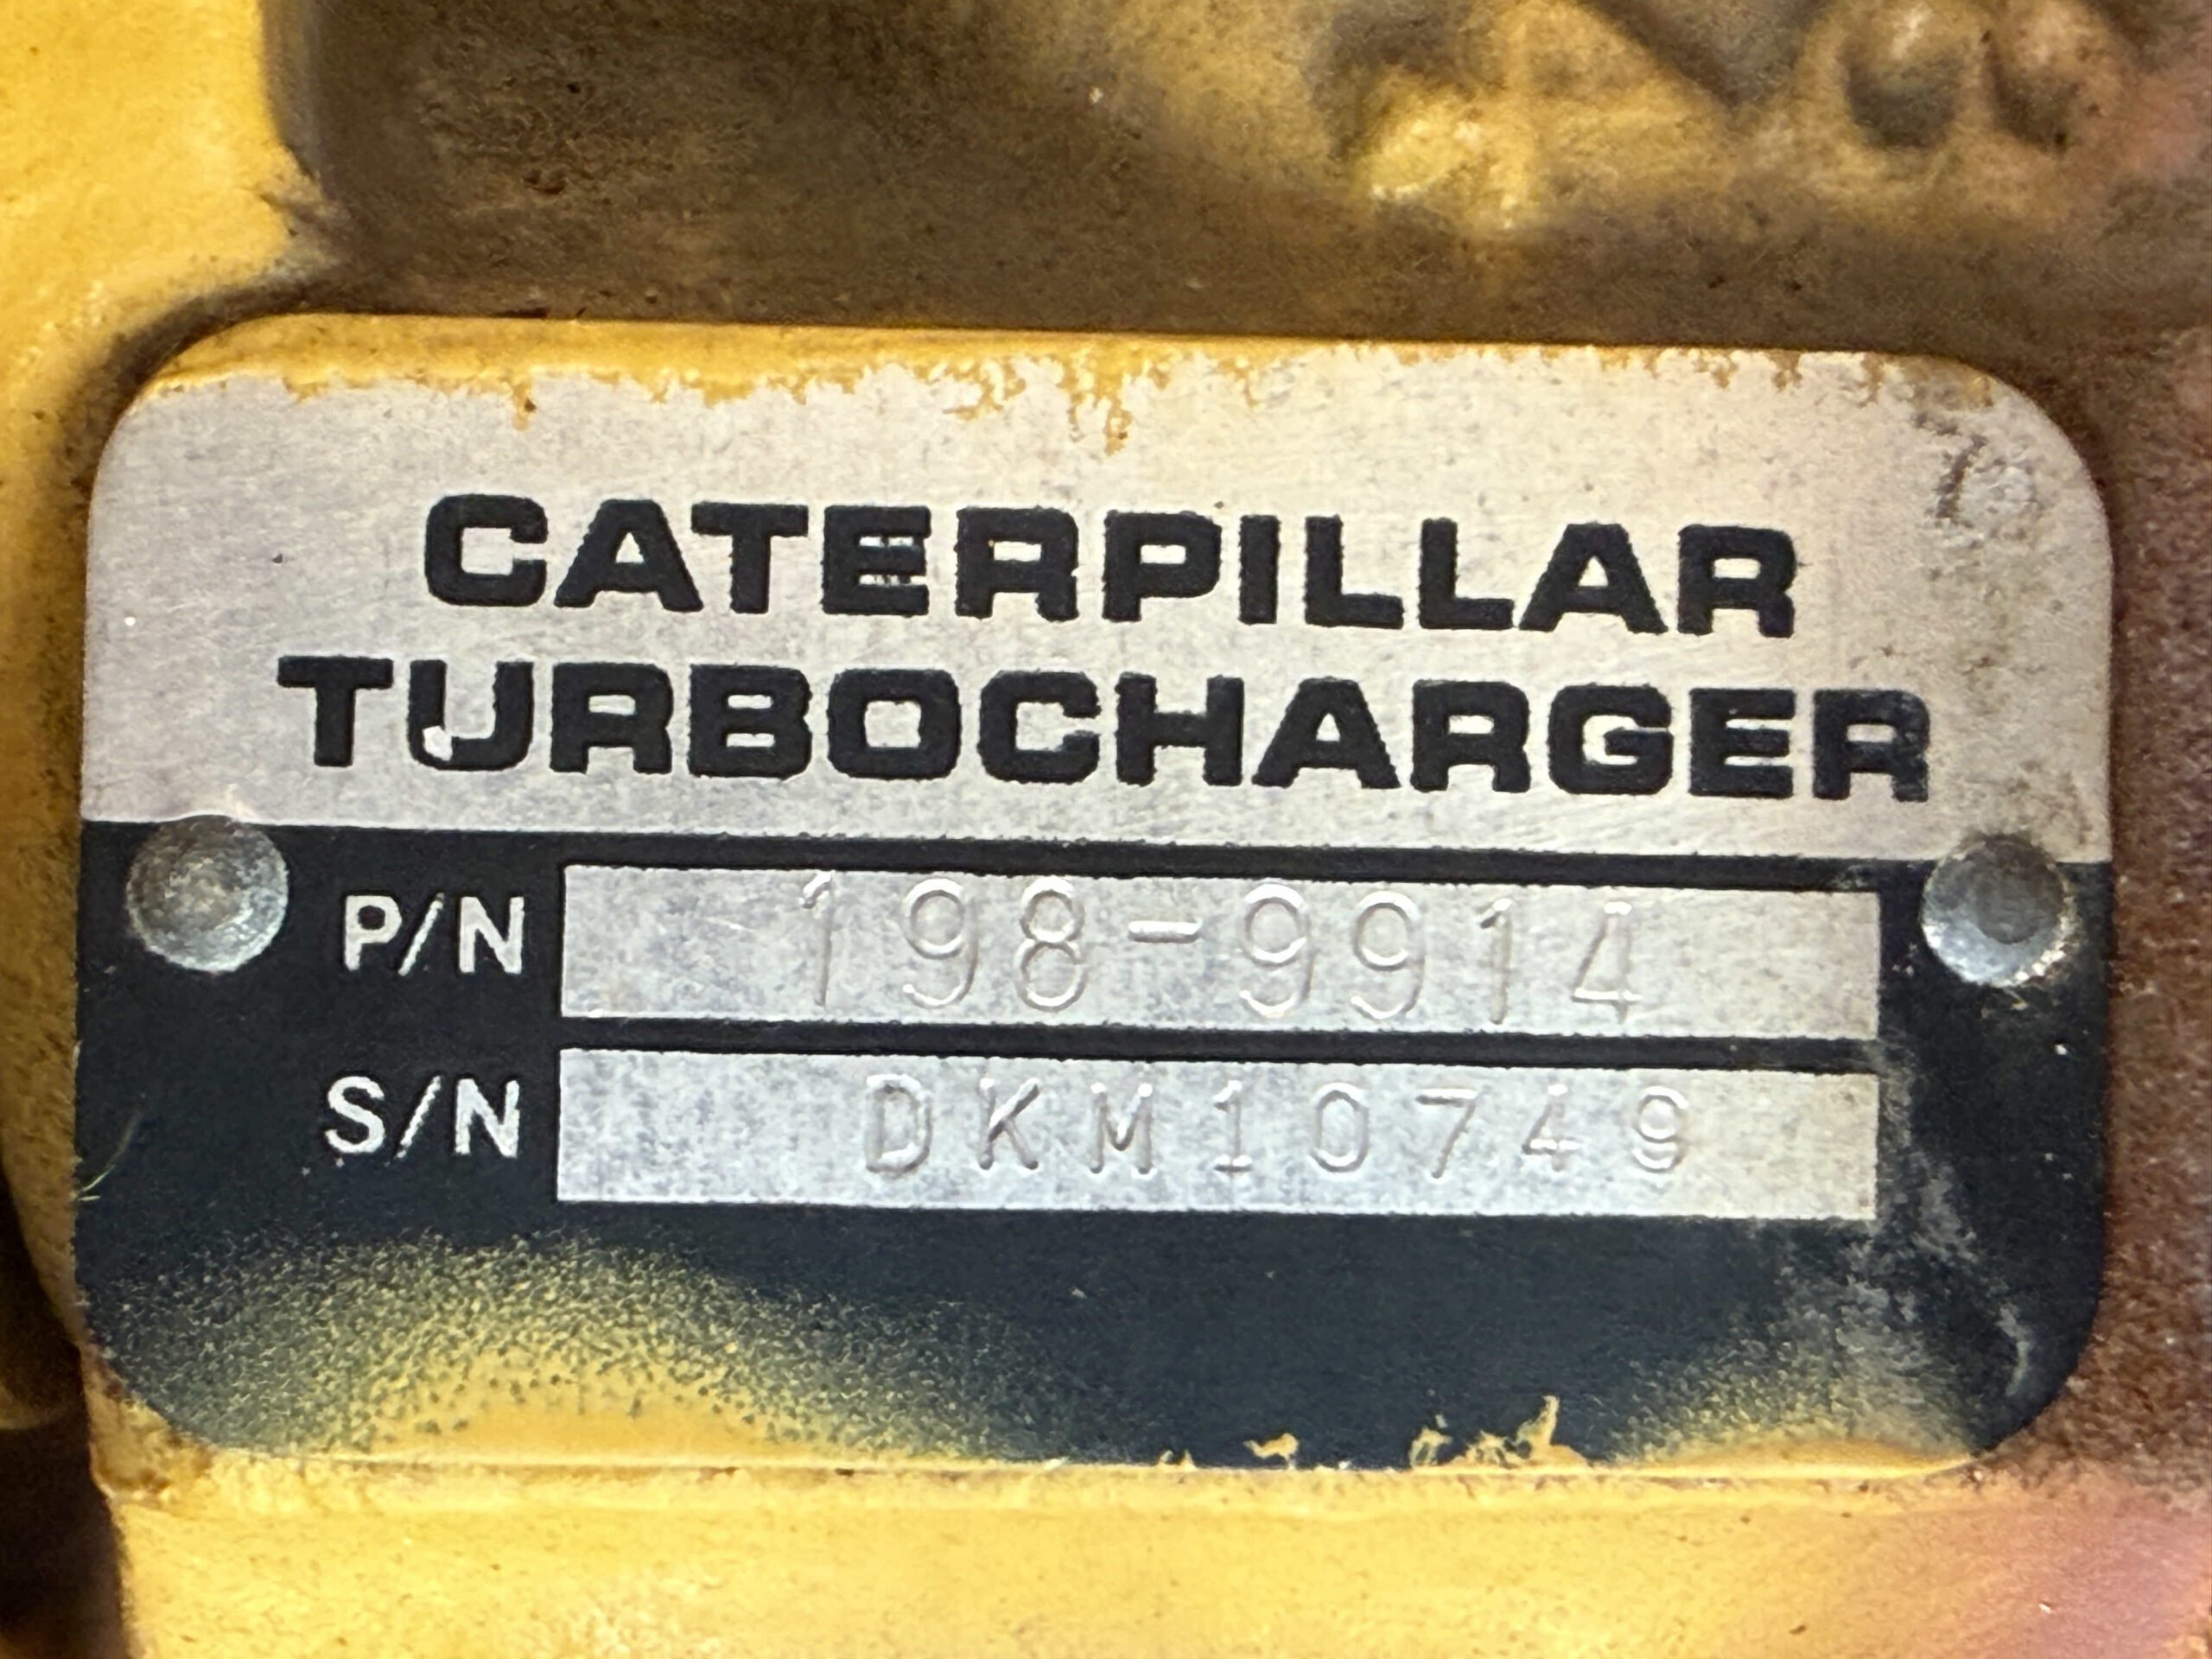 CATERPILLAR
TURBOCHARGER
P/N 198-9914
S/N DKM10749